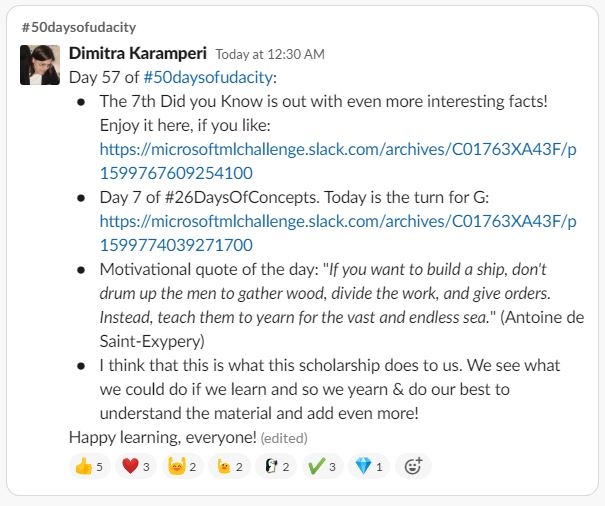 #50daysofudacity
Dimitra Karamperi Today at 12:30 AM
Day 57 of #50daysofudacity:
• The 7th Did you Know is out with even more interesting facts!
Enjoy it here, if you like:
https://microsoftmlchallenge.slack.com/archives/C01763XA43F/p
1599767609254100
• Day 7 of #26DaysOfConcepts. Today is the turn for G:
https://microsoftmlchallenge.slack.com/archives/C01763XA43F/p
1599774039271700
• Motivational quote of the day: "If you want to build a ship, don't
drum up the men to gather wood, divide the work, and give orders.
Instead, teach them to yearn for the vast and endless sea." (Antoine de
Saint-Exypery)
• I think that this is what this scholarship does to us. We see what
we could do if we learn and so we yearn & do our best to
understand the material and add even more!
Happy learning, everyone! (edited)
5 3 2 2 2 3 1